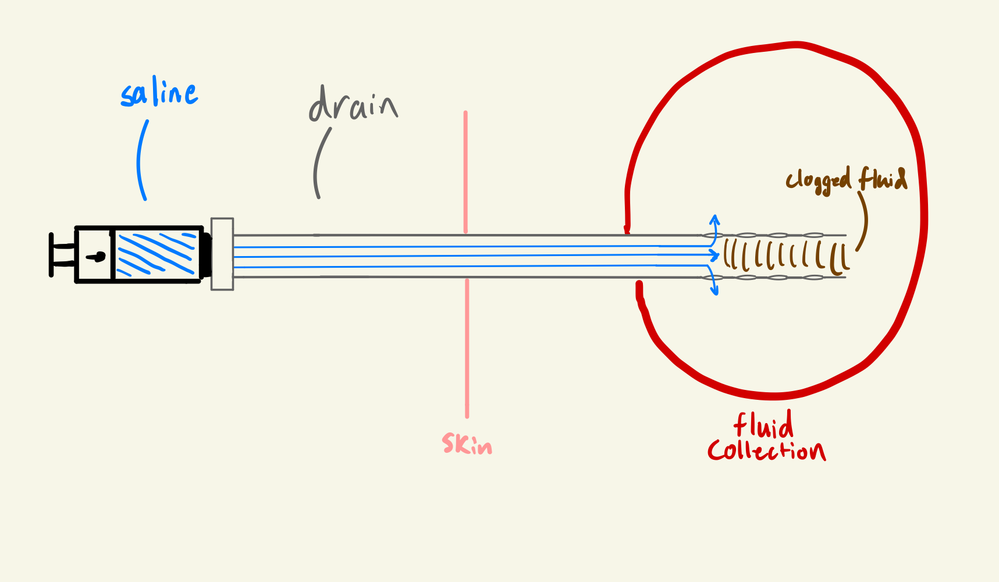 saline
drain
clogged fluid
skin
fluid
Collection